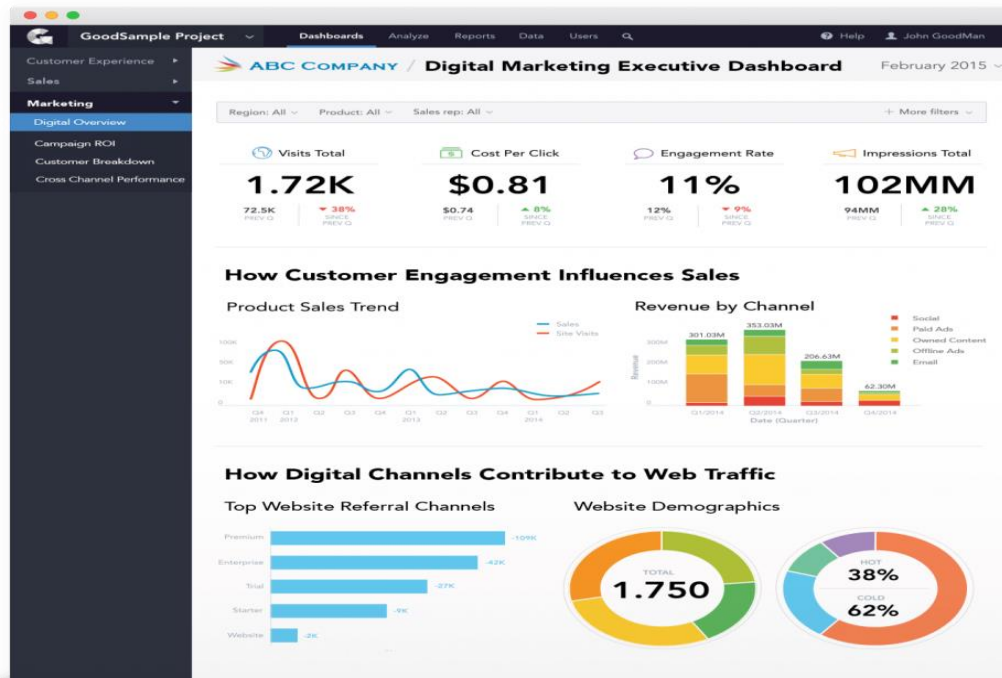 GoodSample Project
Dashboards Analyze Reports Data Users
Help John GoodMan
Customer Experience
Sales
Marketing
Digital Overview
Campaign ROI
Customer Breakdown
Cross Channel Performance
ABC COMPANY / Digital Marketing Executive Dashboard February 2015
Region: All Product: All Sales rep: All + More filters
Visits Total
1.72K
72.5K PREV Q
38% SINCE PREV Q
Cost Per Click
$0.81
$0.74 PREV Q
8% SINCE PREV Q
Engagement Rate
11%
12% PREV Q
9% SINCE PREV Q
Impressions Total
102MM
94MM PREV Q
28% SINCE PREV Q
How Customer Engagement Influences Sales
Product Sales Trend
Sales
Site Visits
100K
50K
10K
0
Q4 Q1 Q2 Q3 Q4 Q1 Q2 Q3 Q4 Q1 Q2 Q3
2011 2012 2013 2014
Revenue by Channel
Social
Paid Ads
Owned Content
Offline Ads
Email
301.03M 353.03M 206.63M 62.30M
Revenue
300M
200M
100M
0
Q1/2014 Q2/2014 Q3/2014 Q4/2014
Date (Quarter)
How Digital Channels Contribute to Web Traffic
Top Website Referral Channels
Premium -109K
Enterprise -42K
Trial -27K
Starter -9K
Website -2K
Website Demographics
TOTAL
1.750
HOT
38%
COLD
62%